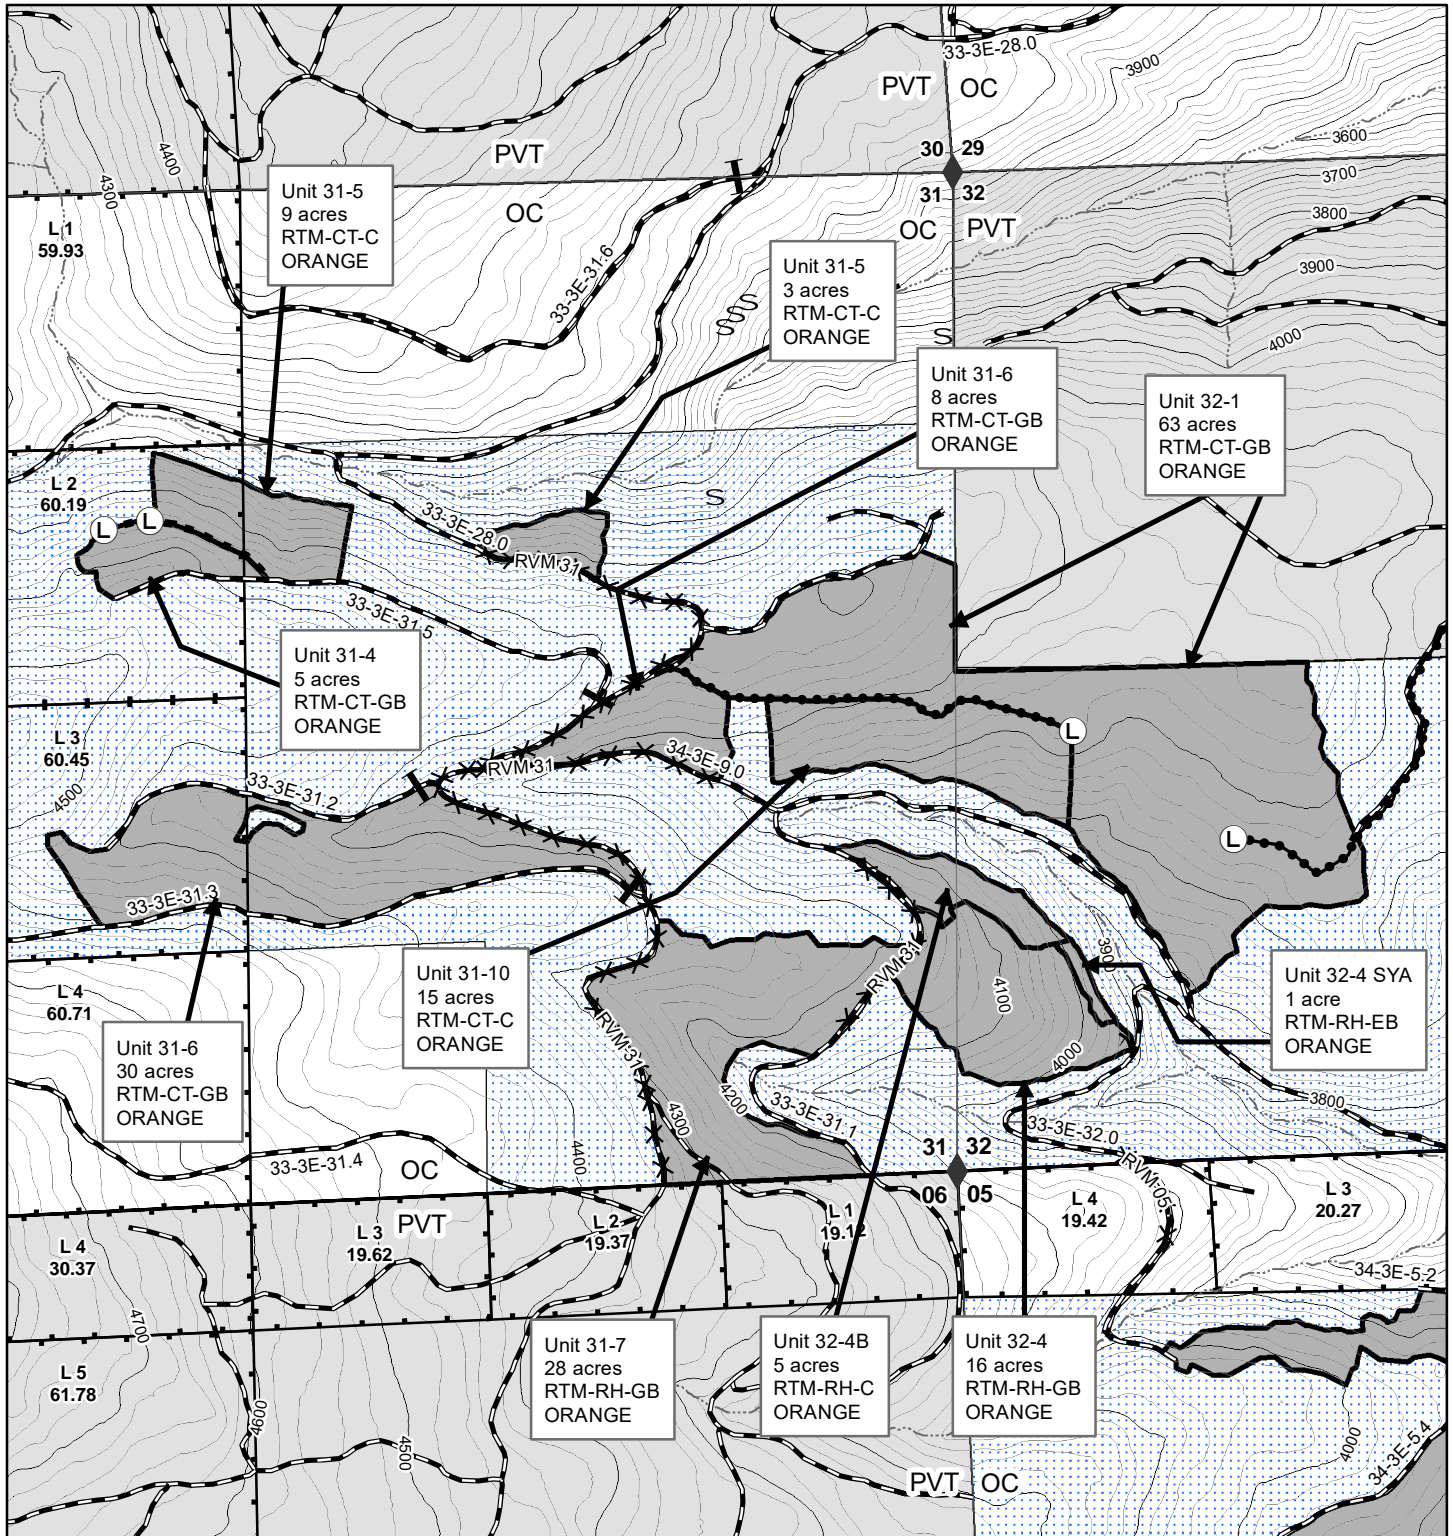 33-3E-28.0
3900
PVT
OC
3600
30
29
31
32
4400
4300
PVT
OC
OC
PVT
3700
3800
3900
4000
Unit 31-5
9 acres
RTM-CT-C
ORANGE
L 1
59.93
33-3E-31.6
Unit 31-5
3 acres
RTM-CT-C
ORANGE
S
S
S
S
Unit 31-6
8 acres
RTM-CT-GB
ORANGE
Unit 32-1
63 acres
RTM-CT-GB
ORANGE
L 2
60.19
L
L
33-3E-28.0
RVM 31
S
33-3E-31.5
Unit 31-4
5 acres
RTM-CT-GB
ORANGE
L 3
60.45
4500
33-3E-31.2
RVM 31
34-3E-9.0
L
L
33-3E-31.3
RVM 31
3900
4100
4000
Unit 31-10
15 acres
RTM-CT-C
ORANGE
L 4
60.71
Unit 31-6
30 acres
RTM-CT-GB
ORANGE
Unit 32-4 SYA
1 acre
RTM-RH-EB
ORANGE
RVM-31
4300
4200
33-3E-31.1
3800
33-3E-32.0
RVM-05
31
32
06
05
33-3E-31.4
OC
4400
PVT
L 4
30.37
L 3
19.62
L 2
19.37
L 1
19.12
L 4
19.42
L 3
20.27
34-3E-5.2
4700
L 5
61.78
4600
4500
Unit 31-7
28 acres
RTM-RH-GB
ORANGE
Unit 32-4B
5 acres
RTM-RH-C
ORANGE
Unit 32-4
16 acres
RTM-RH-GB
ORANGE
4000
34-3E-5.4
PVT
OC